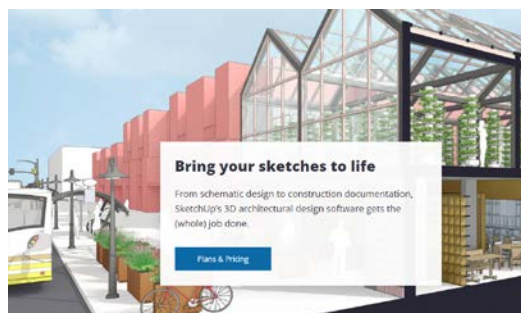 Bring your sketches to life
From schematic design to construction documentation,
SketchUp's 3D architectural design software gets the
(whole) job done.
Plans & Pricing